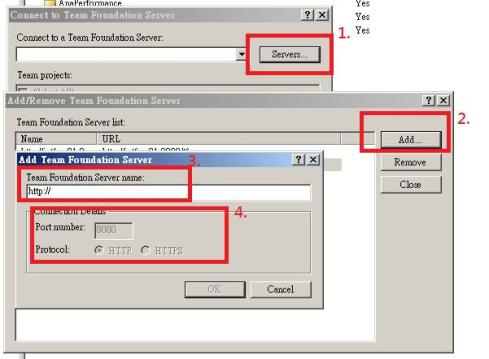 AnaPerformance
Yes
Connect to Team Foundation Server
Yes
1.
Yes
Connect to a Team Foundation Server:
Servers...
Team projects:
Add/Remove Team Foundation Server
2.
Team Foundation Server list:
Name URL
Add...
Add Team Foundation Server
3.
Remove
Team Foundation Server name:
http://
Close
Connection Details
4.
Port number: 8080
Protocol: HTTP HTTPS
OK Cancel